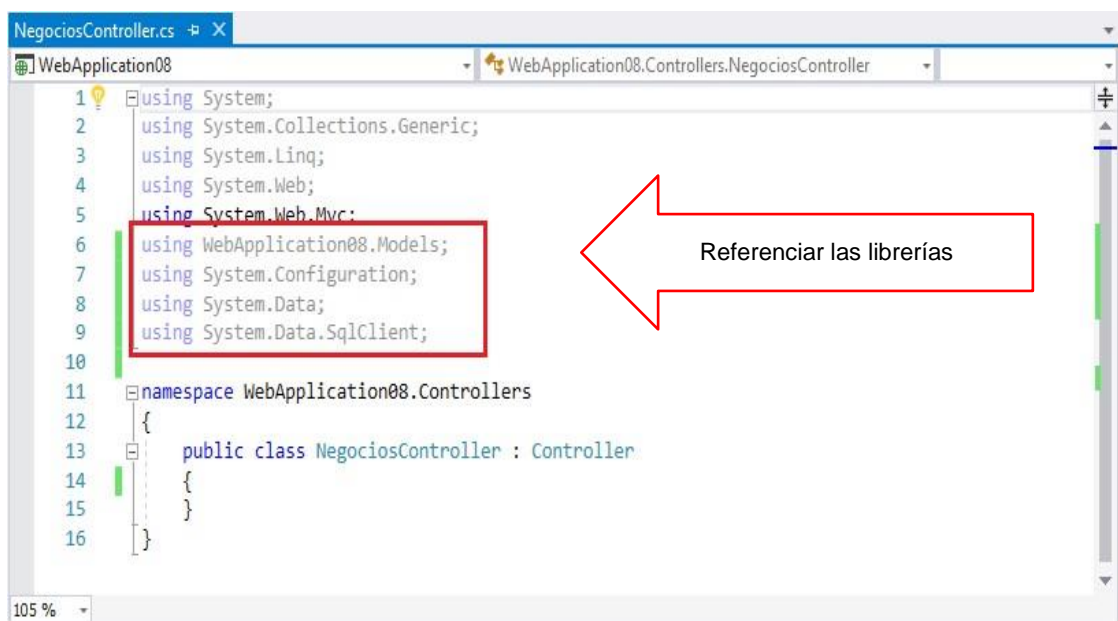 NegociosController.cs
WebApplication08
WebApplication08.Controllers.NegociosController
1 using System;
2 using System.Collections.Generic;
3 using System.Linq;
4 using System.Web;
5 using System.Web.Mvc;
6 using WebApplication08.Models;
7 using System.Configuration;
8 using System.Data;
9 using System.Data.SqlClient;
10
11 namespace WebApplication08.Controllers
12 {
13 public class NegociosController : Controller
14 {
15 }
16 }
Referenciar las librerías
105 %